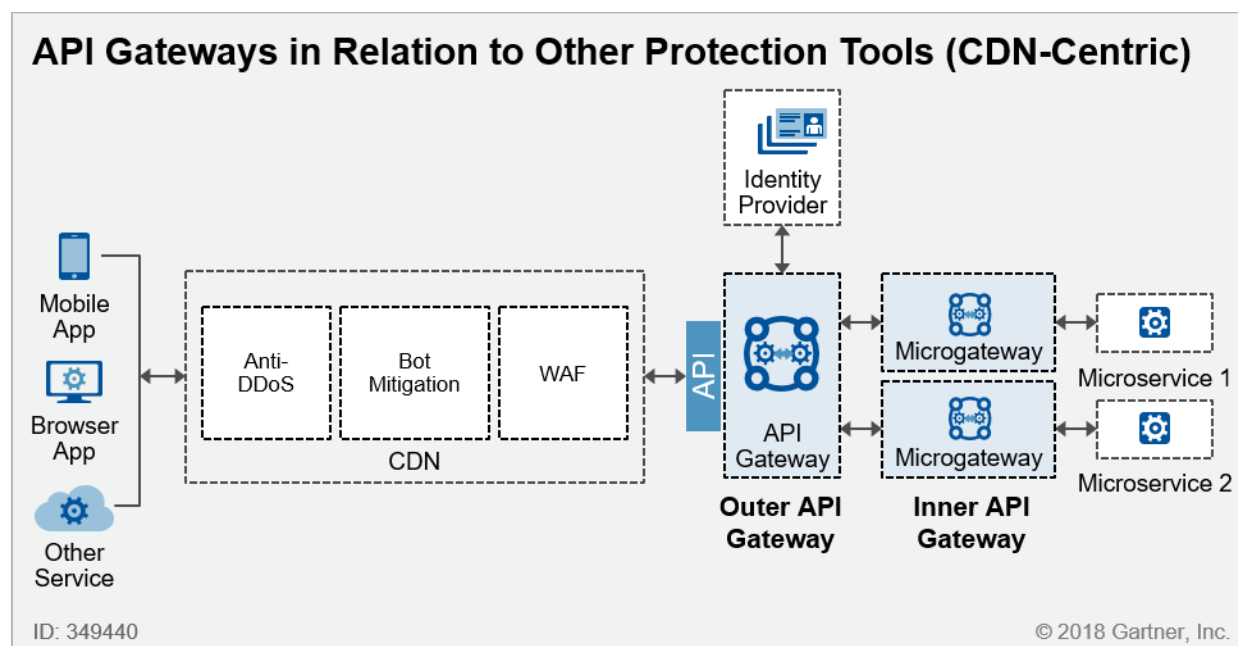 API Gateways in Relation to Other Protection Tools (CDN-Centric)
Identity
Provider
Mobile
App
Browser
App
Other
Service
Anti-
DDoS
Bot
Mitigation
WAF
CDN
API
API
Gateway
Outer API
Gateway
Microgateway
Microgateway
Inner API
Gateway
Microservice 1
Microservice 2
ID: 349440
© 2018 Gartner, Inc.